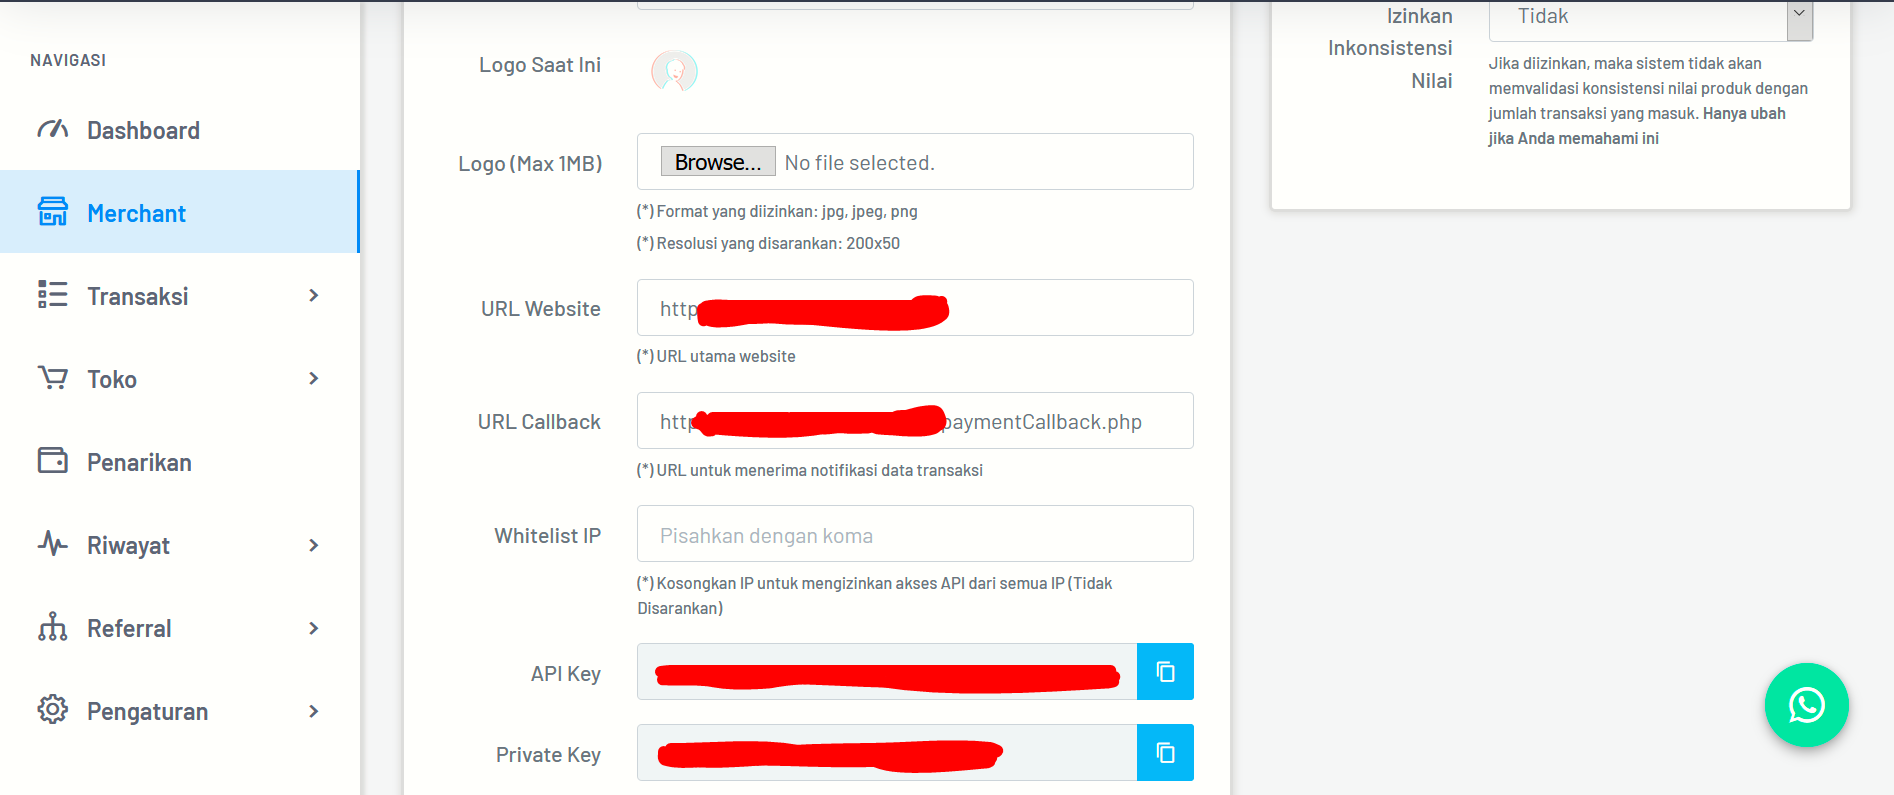 NAVIGASI
Dashboard
Merchant
Transaksi
Toko
Penarikan
Riwayat
Referral
Pengaturan
Logo Saat Ini
Logo (Max 1MB)
Browse... No file selected.
(*) Format yang diizinkan: jpg, jpeg, png
(*) Resolusi yang disarankan: 200x50
URL Website
http
(*) URL utama website
URL Callback
http paymentCallback.php
(*) URL untuk menerima notifikasi data transaksi
Whitelist IP
Pisahkan dengan koma
(*) Kosongkan IP untuk mengizinkan akses API dari semua IP (Tidak
Disarankan)
API Key
Private Key
Izinkan
Inkonsistensi
Nilai
Tidak
Jika diizinkan, maka sistem tidak akan
memvalidasi konsistensi nilai produk dengan
jumlah transaksi yang masuk. Hanya ubah
jika Anda memahami ini